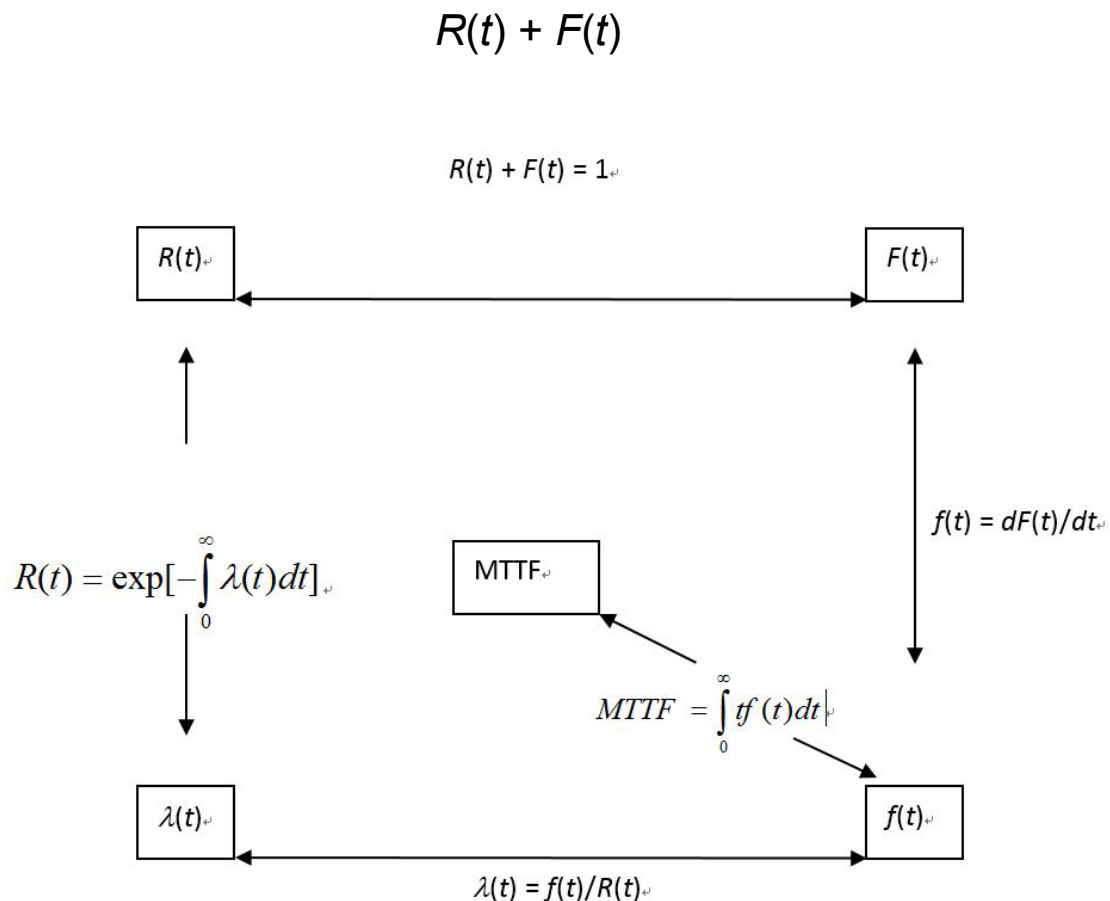 R(t) + F(t)
R(t) + F(t) = 1↵
R(t)↵
F(t)↵
f(t) = dF(t)/dt↵
MTTF↵
R(t) = exp[−∫₀^∞ λ(t)dt]↵
MTTF = ∫₀^∞ tf(t)dt↵
λ(t)↵
f(t)↵
λ(t) = f(t)/R(t)↵